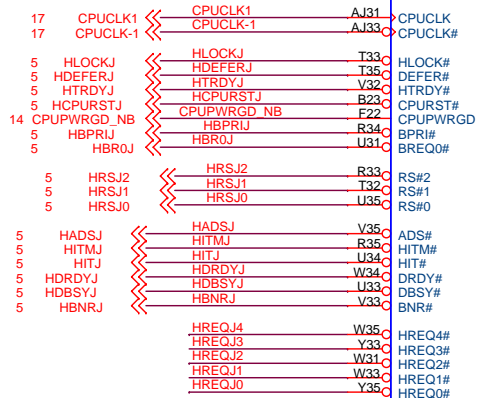 17 CPUCLK1 CPUCLK1 AJ31 CPUCLK
17 CPUCLK-1 CPUCLK-1 AJ33 CPUCLK#
5 HLOCKJ HLOCKJ T33 HLOCK#
5 HDEFERJ HDEFERJ T35 DEFER#
5 HTRDYJ HTRDYJ V32 HTRDY#
5 HCPURSTJ HCPURSTJ B23 CPURST#
14 CPUPWRGD_NB CPUPWRGD_NB F22 CPUPWRGD
5 HBPRIJ HBPRIJ R34 BPRI#
5 HBR0J HBR0J U31 BREQ0#
5 HRSJ2 HRSJ2 R33 RS#2
5 HRSJ1 HRSJ1 T32 RS#1
5 HRSJ0 HRSJ0 U35 RS#0
5 HADSJ HADSJ V35 ADS#
5 HITMJ HITMJ R35 HITM#
5 HITJ HITJ U34 HIT#
5 HDRDYJ HDRDYJ W34 DRDY#
5 HDBSYJ HDBSYJ U33 DBSY#
5 HBNRJ HBNRJ V33 BNR#
HREQJ4 W35 HREQ4#
HREQJ3 Y33 HREQ3#
HREQJ2 W31 HREQ2#
HREQJ1 W33 HREQ1#
HREQJ0 Y35 HREQ0#